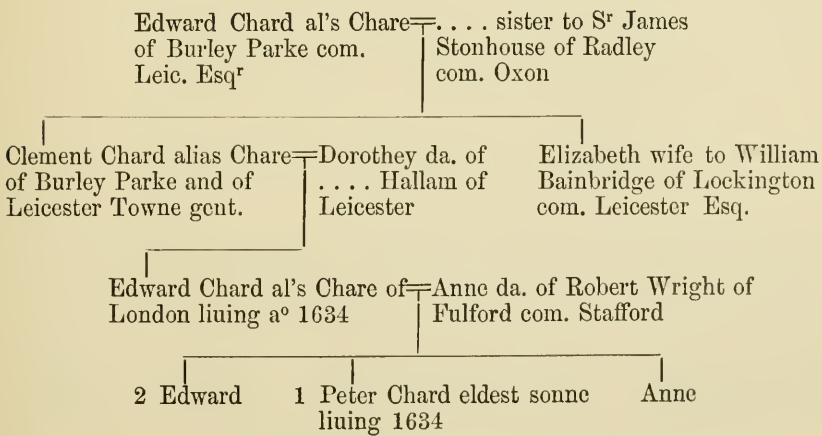 Edward Chard al's Chare . . . . sister to Sʳ James
of Burley Parke com. Stonhouse of Radley
Leic. Esqʳ com. Oxon
Clement Chard alias Chare Dorothey da. of Elizabeth wife to William
of Burley Parke and of . . . . Hallam of Bainbridge of Lockington
Leicester Towne gent. Leicester com. Leicester Esq.
Edward Chard al's Chare of Anne da. of Robert Wright of
London liuing aº 1634 Fulford com. Stafford
2 Edward 1 Peter Chard eldest sonne Anne
liuing 1634